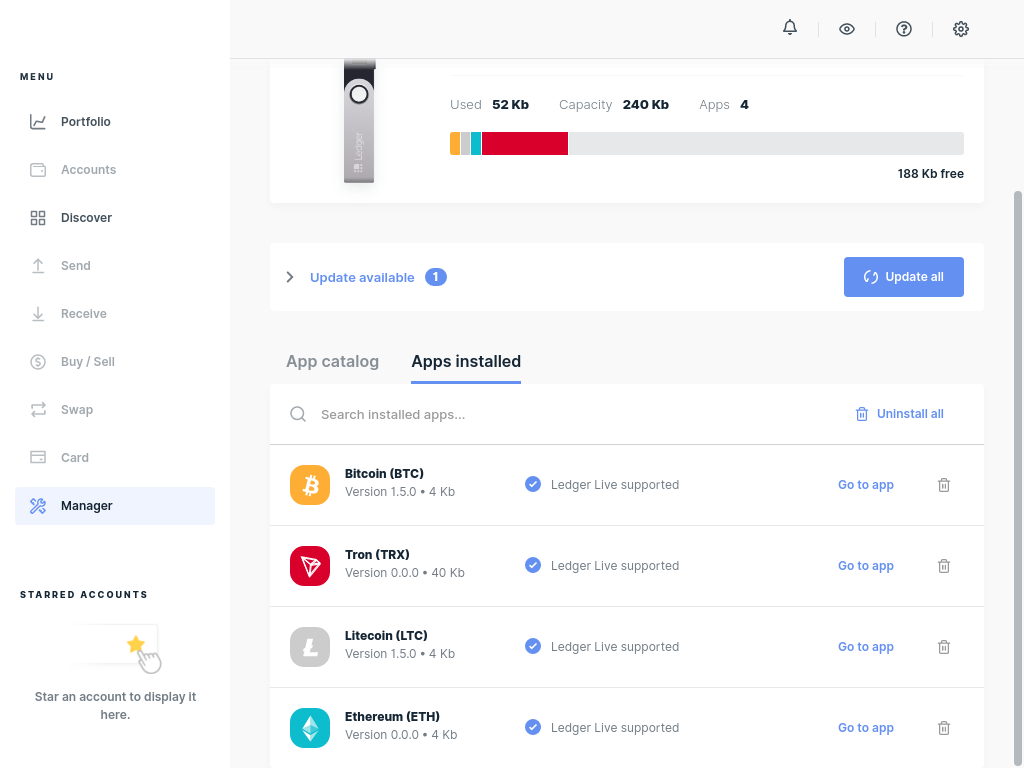 MENU
Portfolio
Accounts
Discover
Send
Receive
Buy / Sell
Swap
Card
Manager
STARRED ACCOUNTS
Star an account to display it
here.
Ledger
Used 52 Kb Capacity 240 Kb Apps 4
188 Kb free
Update available 1
Update all
App catalog Apps installed
Search installed apps...
Uninstall all
Bitcoin (BTC)
Version 1.5.0 • 4 Kb
Ledger Live supported
Go to app
Tron (TRX)
Version 0.0.0 • 40 Kb
Ledger Live supported
Go to app
Litecoin (LTC)
Version 1.5.0 • 4 Kb
Ledger Live supported
Go to app
Ethereum (ETH)
Version 0.0.0 • 4 Kb
Ledger Live supported
Go to app